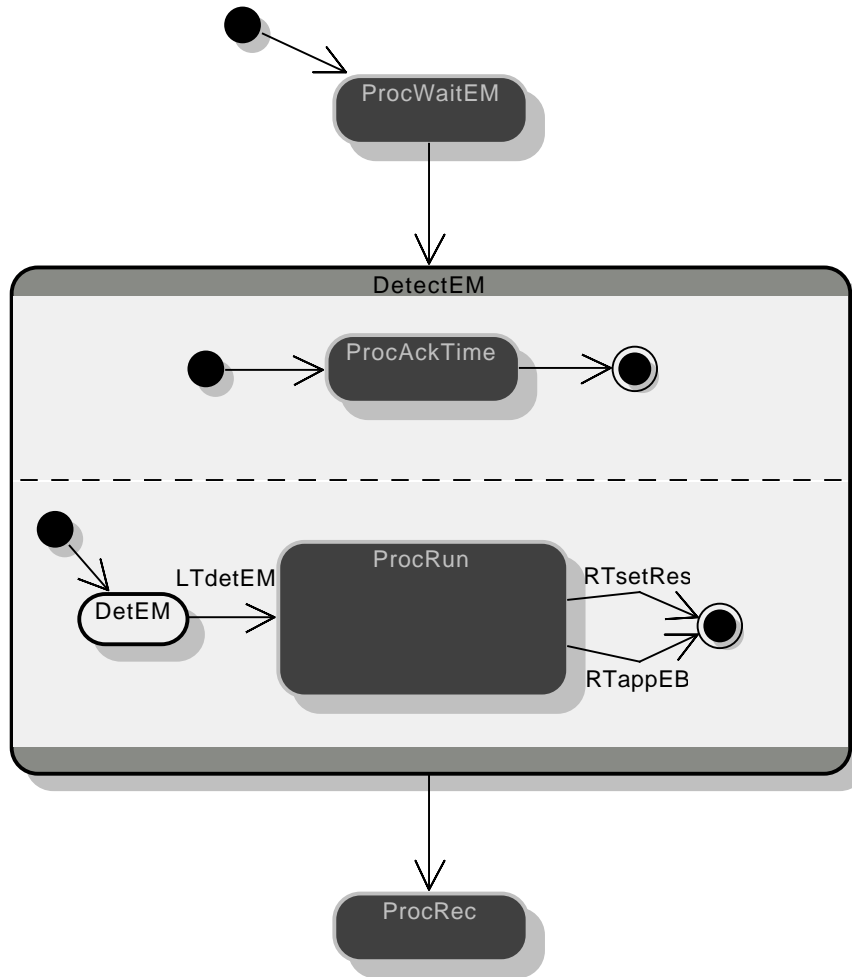 ProcWaitEM
DetectEM
ProcAckTime
ProcRun
LTdetEM
RTsetRes
DetEM
RTappEB
ProcRec